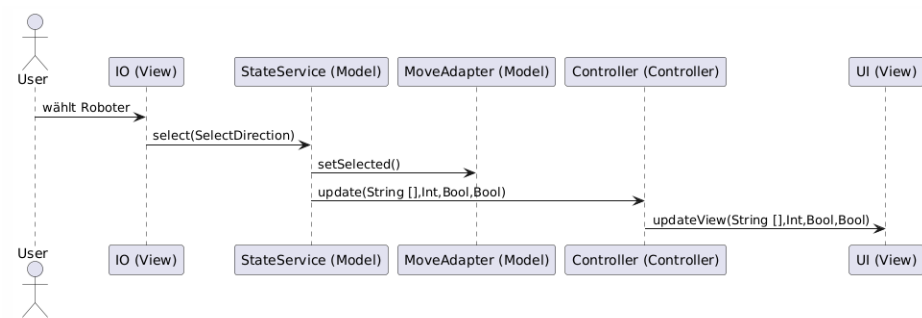 User
IO (View)
StateService (Model)
MoveAdapter (Model)
Controller (Controller)
UI (View)
wählt Roboter
select(SelectDirection)
setSelected()
update(String [],Int,Bool,Bool)
updateView(String [],Int,Bool,Bool)
User
IO (View)
StateService (Model)
MoveAdapter (Model)
Controller (Controller)
UI (View)